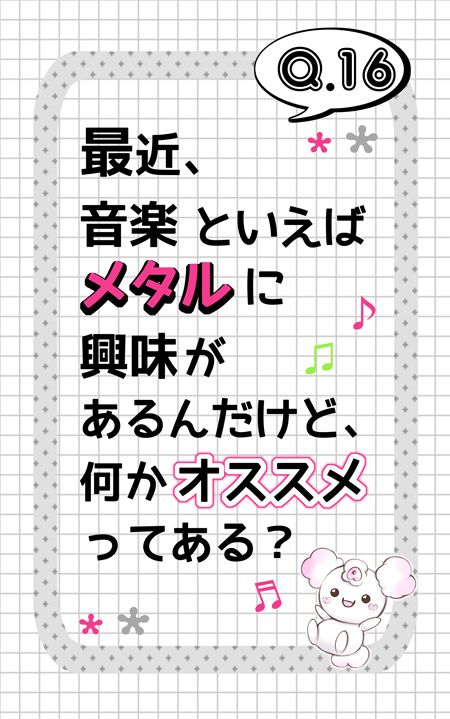 Q.16
最近、
音楽といえば
メタルに
興味が
あるんだけど、
何かオススメ
ってある？